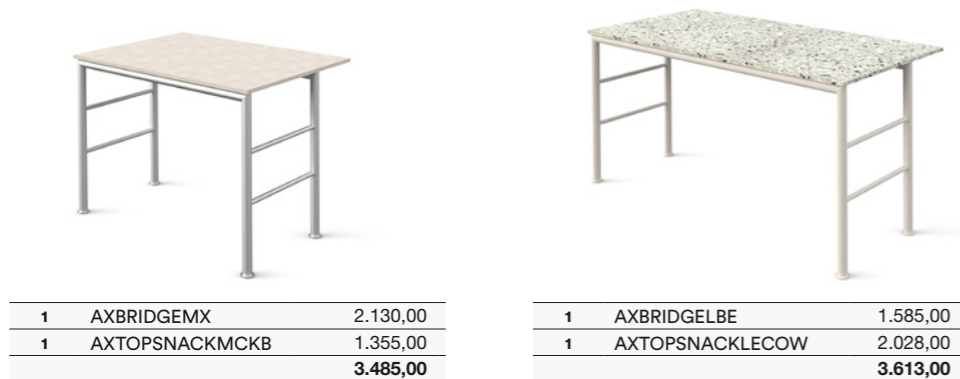 1 AXBRIDGEMX 2.130,00
1 AXTOPSNACKMCKB 1.355,00
3.485,00
1 AXBRIDGELBE 1.585,00
1 AXTOPSNACKLECOW 2.028,00
3.613,00